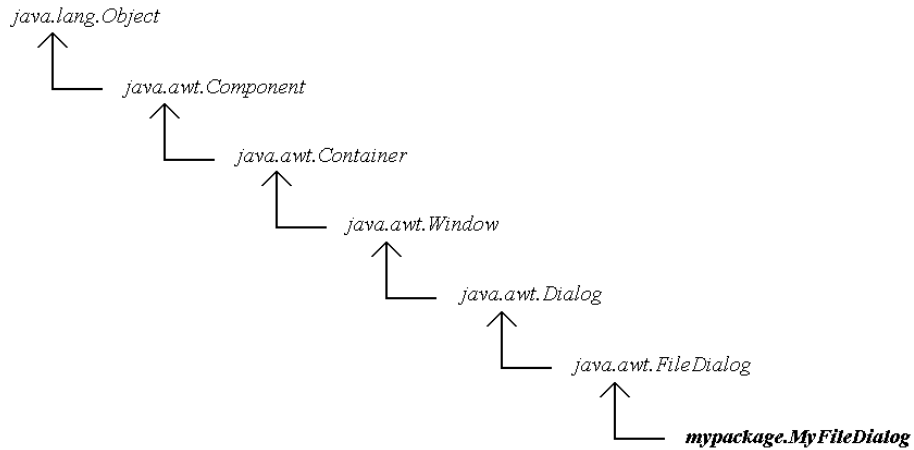 java.lang.Object
java.awt.Component
java.awt.Container
java.awt.Window
java.awt.Dialog
java.awt.FileDialog
mypackage.MyFileDialog